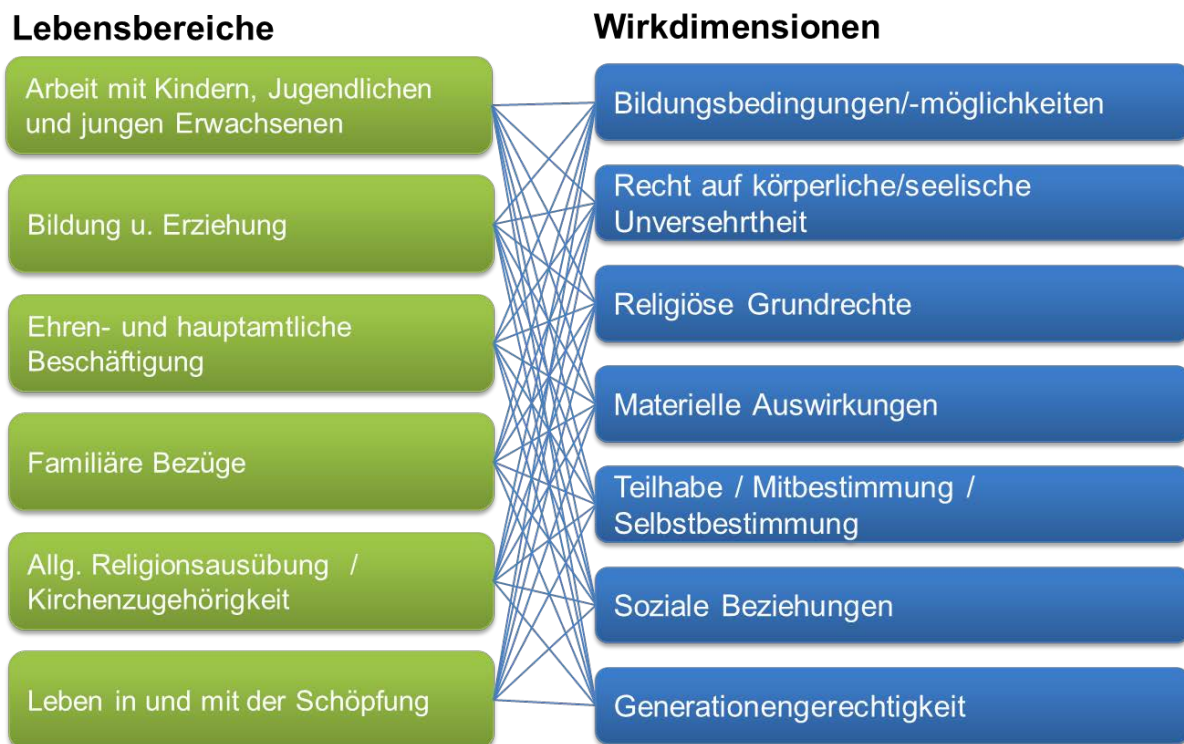 Lebensbereiche
Arbeit mit Kindern, Jugendlichen
und jungen Erwachsenen
Bildung u. Erziehung
Ehren- und hauptamtliche
Beschäftigung
Familiäre Bezüge
Allg. Religionsausübung /
Kirchenzugehörigkeit
Leben in und mit der Schöpfung
Wirkdimensionen
Bildungsbedingungen/-möglichkeiten
Recht auf körperliche/seelische
Unversehrtheit
Religiöse Grundrechte
Materielle Auswirkungen
Teilhabe / Mitbestimmung /
Selbstbestimmung
Soziale Beziehungen
Generationengerechtigkeit